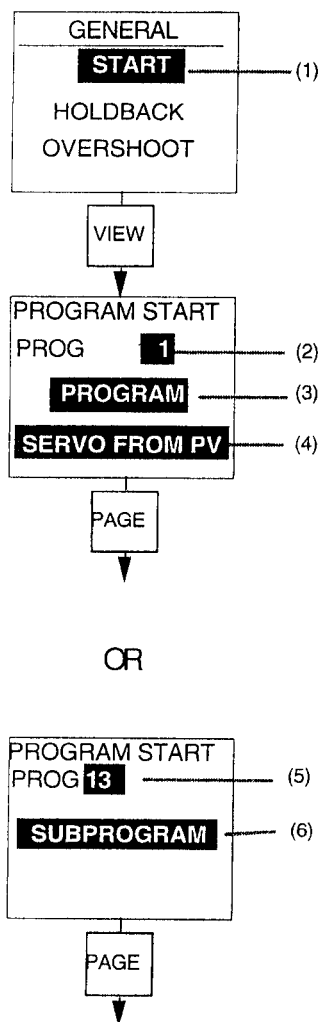 GENERAL
START (1)
HOLDBACK
OVERSHOOT
VIEW
PROGRAM START
PROG 1 (2)
PROGRAM (3)
SERVO FROM PV (4)
PAGE
OR
PROGRAM START
PROG 13 (5)
SUBPROGRAM (6)
PAGE